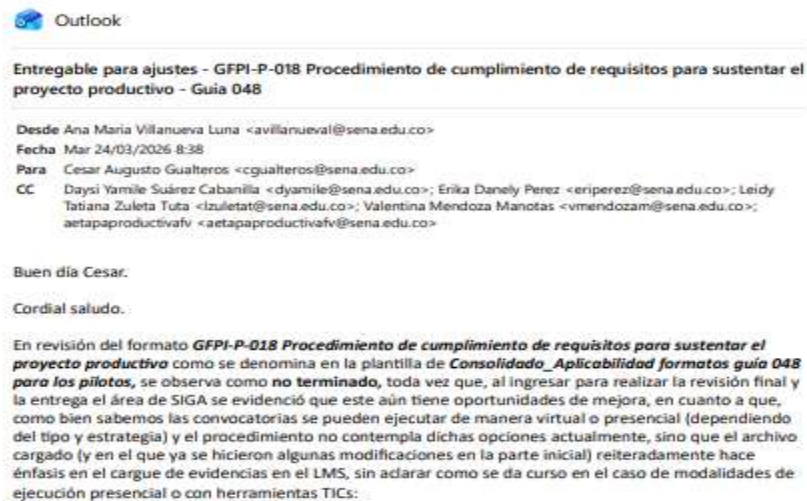 Outlook
Entregable para ajustes - GFPI-P-018 Procedimiento de cumplimiento de requisitos para sustentar el
proyecto productivo - Guia 048
Desde Ana Maria Villanueva Luna <avillanueval@sena.edu.co>
Fecha Mar 24/03/2026 8:38
Para Cesar Augusto Gualteros <cgualteros@sena.edu.co>
CC Daysi Yamile Suárez Cabanilla <dyamile@sena.edu.co>; Erika Danely Perez <eriperez@sena.edu.co>; Leidy
Tatiana Zuleta Tuta <lzuletat@sena.edu.co>; Valentina Mendoza Manotas <vmendozam@sena.edu.co>;
aetapaproductivafv <aetapaproductivafv@sena.edu.co>
Buen día Cesar.
Cordial saludo.
En revisión del formato GFPI-P-018 Procedimiento de cumplimiento de requisitos para sustentar el
proyecto productivo como se denomina en la plantilla de Consolidado_Aplicabilidad formatos guía 048
para los pilotos, se observa como no terminado, toda vez que, al ingresar para realizar la revisión final y
la entrega el área de SIGA se evidenció que este aún tiene oportunidades de mejora, en cuanto a que,
como bien sabemos las convocatorias se pueden ejecutar de manera virtual o presencial (dependiendo
del tipo y estrategia) y el procedimiento no contempla dichas opciones actualmente, sino que el archivo
cargado (y en el que ya se hicieron algunas modificaciones en la parte inicial) reiteradamente hace
énfasis en el cargue de evidencias en el LMS, sin aclarar como se da curso en el caso de modalidades de
ejecución presencial o con herramientas TICs: